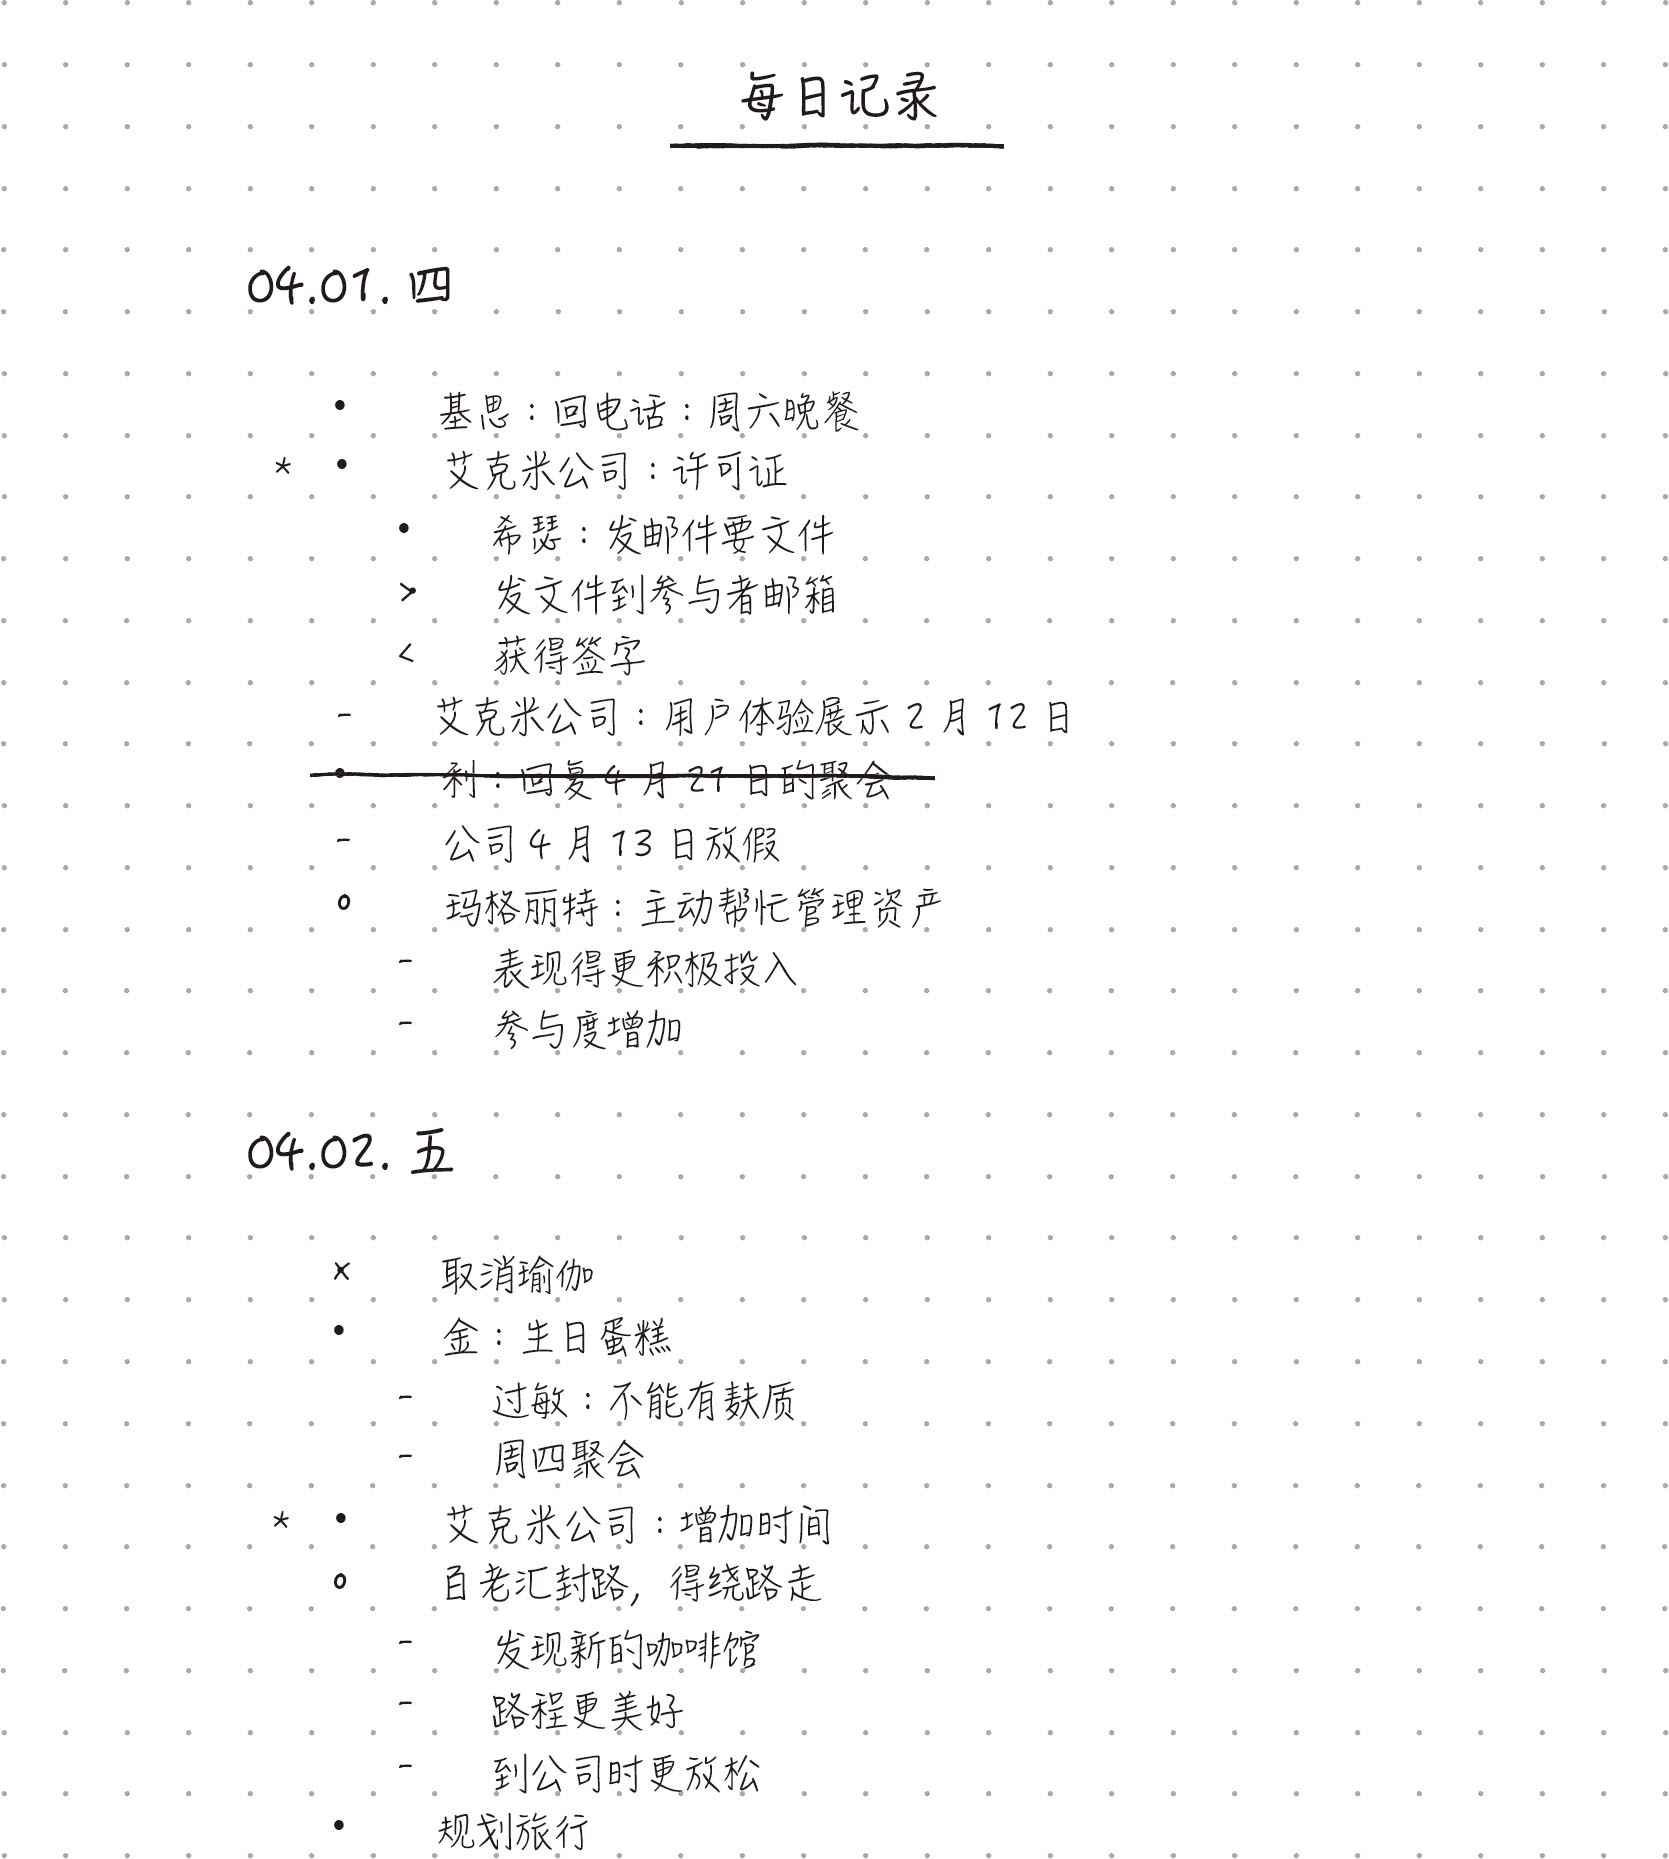 每日记录
04.01. 四
• 基思：回电话：周六晚餐
* • 艾克米公司：许可证
• 希瑟：发邮件要文件
> 发文件到参与者邮箱
< 获得签字
- 艾克米公司：用户体验展示 2 月 12 日
• 利：回复 4 月 21 日的聚会
- 公司 4 月 13 日放假
o 玛格丽特：主动帮忙管理资产
- 表现得更积极投入
- 参与度增加
04.02. 五
× 取消瑜伽
• 金：生日蛋糕
- 过敏：不能有麸质
- 周四聚会
* • 艾克米公司：增加时间
o 百老汇封路，得绕路走
- 发现新的咖啡馆
- 路程更美好
- 到公司时更放松
• 规划旅行